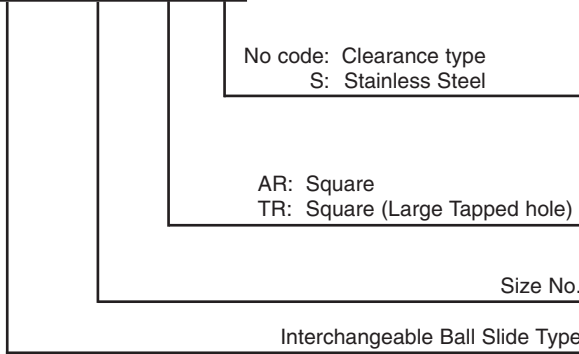 No code: Clearance type
S: Stainless Steel
AR: Square
TR: Square (Large Tapped hole)
Size No.
Interchangeable Ball Slide Type